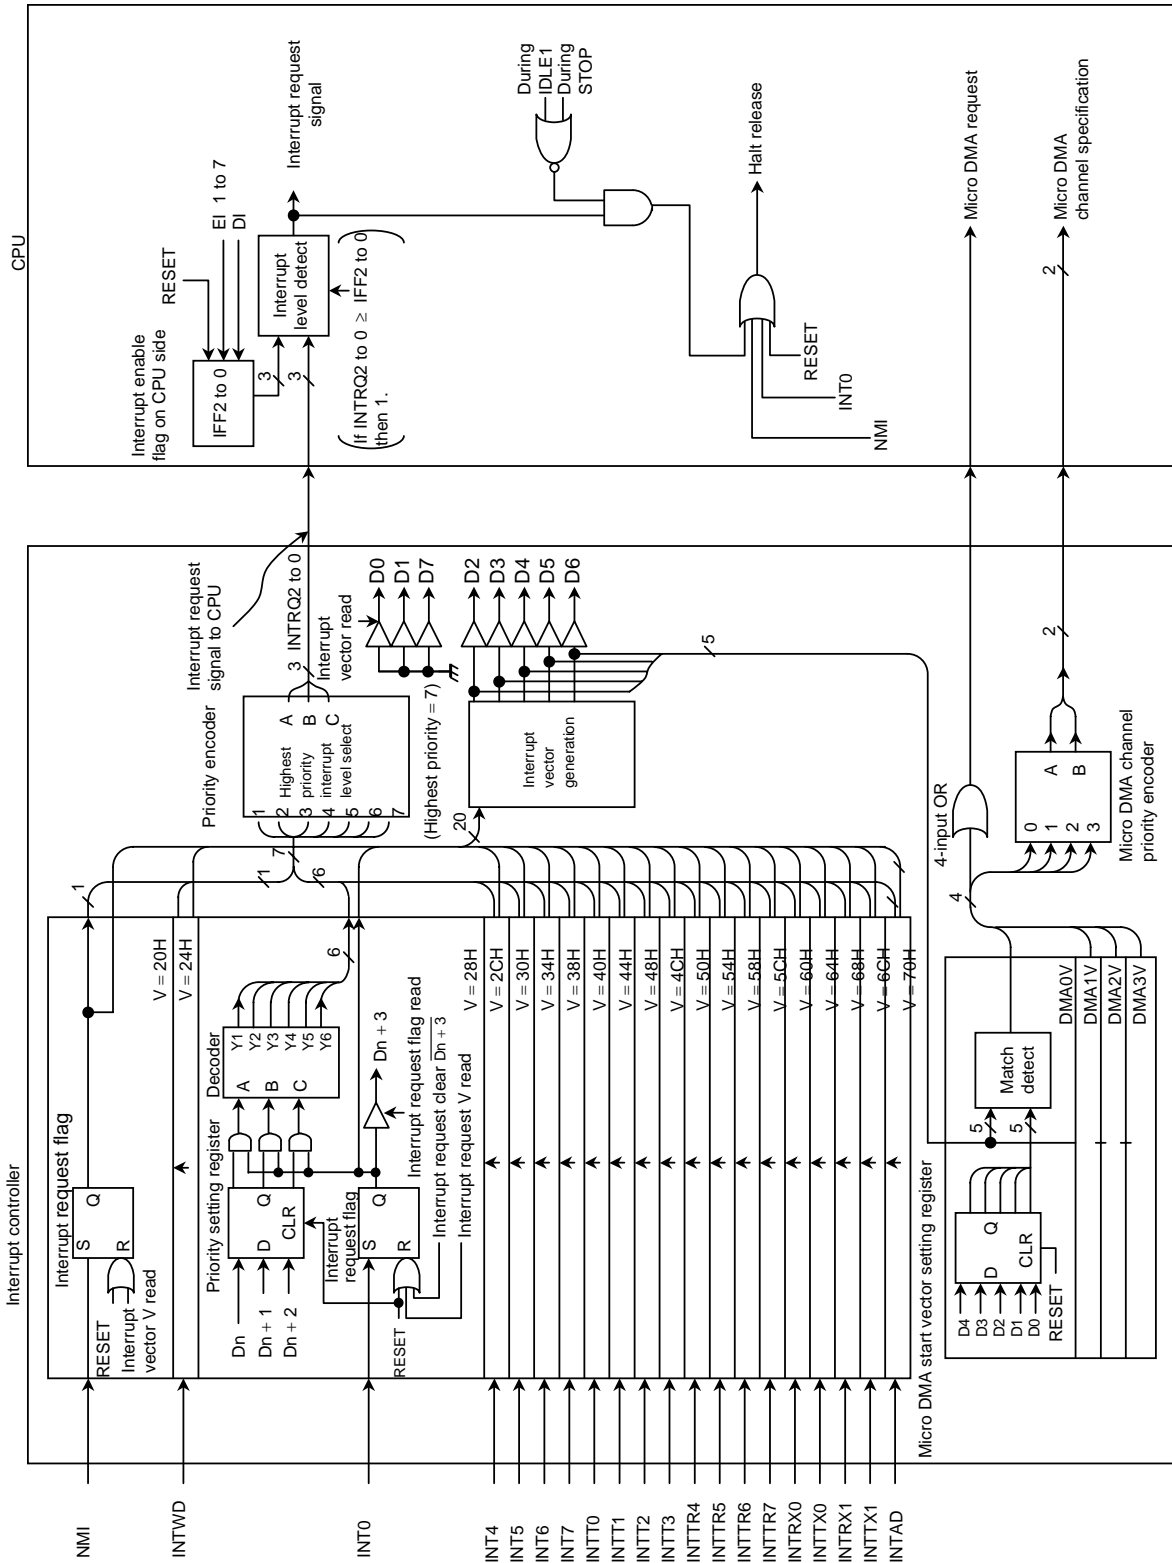 Interrupt controller
CPU
NMI
INTWD
INT0
INT4
INT5
INT6
INT7
INTT0
INTT1
INTT2
INTT3
INTTR4
INTTR5
INTTR6
INTTR7
INTRX0
INTTX0
INTRX1
INTTX1
INTAD
Interrupt request flag
S
Q
R
RESET
Interrupt
vector V read
V = 20H
V = 24H
1
Priority setting register
Dn
Dn + 1
Dn + 2
D
Q
CLR
Decoder
A
B
C
Y1
Y2
Y3
Y4
Y5
Y6
6
Interrupt
request flag
S
Q
R
RESET
Dn + 3
Interrupt request flag read
Interrupt request clear Dn + 3
Interrupt request V read
V = 28H
V = 2CH
V = 30H
V = 34H
V = 38H
V = 40H
V = 44H
V = 48H
V = 4CH
V = 50H
V = 54H
V = 58H
V = 5CH
V = 60H
V = 64H
V = 68H
V = 6CH
V = 70H
1
7
6
Priority encoder
1
2
3
4
5
6
7
Highest
priority
interrupt
level select
A
B
C
(Highest priority = 7)
3
INTRQ2 to 0
Interrupt request
signal to CPU
Interrupt
vector read
D0
D1
D7
20
Interrupt
vector
generation
D2
D3
D4
D5
D6
5
Micro DMA start vector setting register
D4
D3
D2
D1
D0
D
Q
CLR
RESET
5
5
Match
detect
DMA0V
DMA1V
DMA2V
DMA3V
4
4-input OR
0
1
2
3
A
B
Micro DMA channel
priority encoder
2
Interrupt enable
flag on CPU side
IFF2 to 0
RESET
EI 1 to 7
DI
3
3
Interrupt
level detect
Interrupt request
signal
If INTRQ2 to 0 ≥ IFF2 to 0
then 1.
During
IDLE1
During
STOP
NMI
INT0
RESET
Halt release
Micro DMA request
2
Micro DMA
channel specification